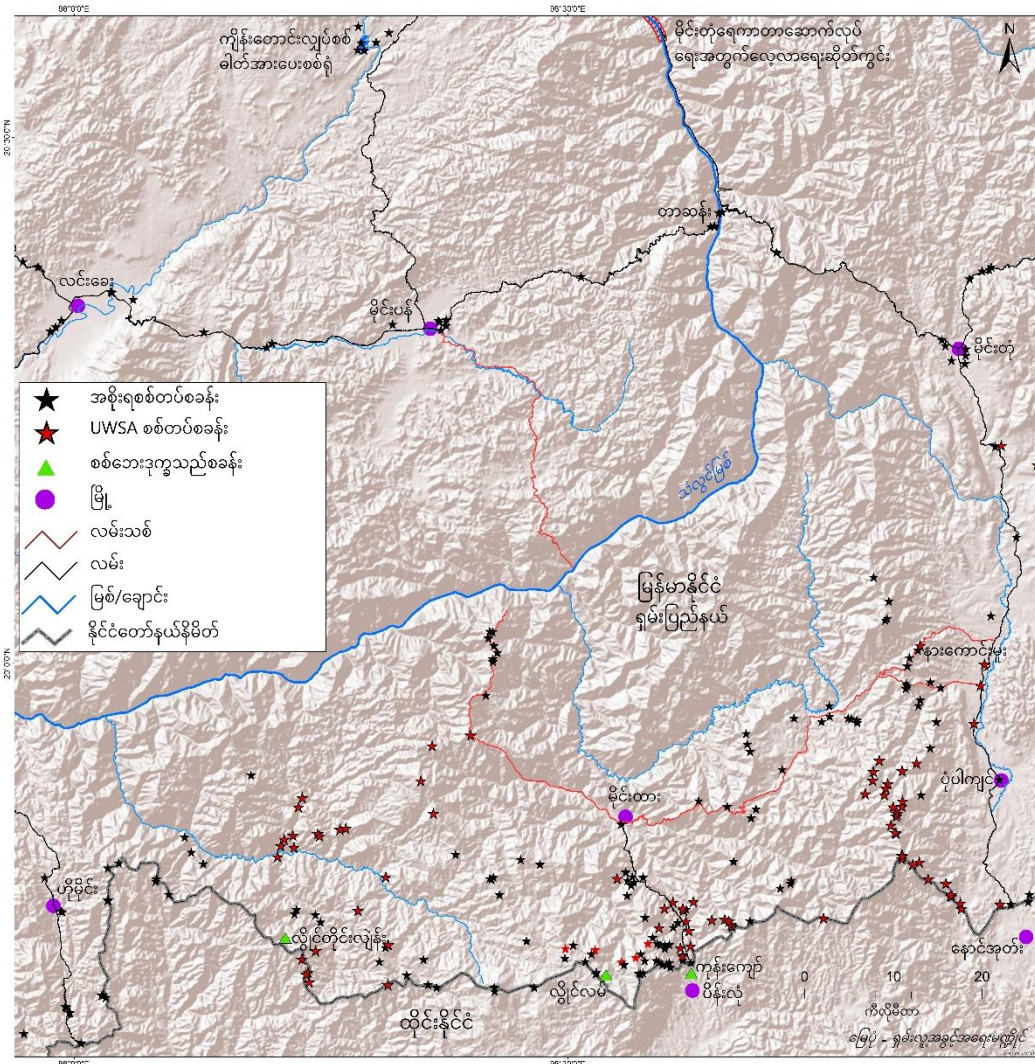 98°0'0"E
98°30'0"E
N
ကျိန်းတောင်းလျှပ်စစ်
ဓါတ်အားပေးစစ်ရုံ
မိုင်းတုံရေကာတာဆောက်လုပ်
ရေးအတွက်လေ့လာရေးဆိုတ်ကွင်း
20°30'0"N
တာဆန်း
လင်းခေး
မိုင်းပန်
မိုင်းတုံ
အစိုးရစစ်တပ်စခန်း
UWSA စစ်တပ်စခန်း
စစ်ဘေးဒုက္ခသည်စခန်း
မြို့
လမ်းသစ်
လမ်း
မြစ်/ချောင်း
နိုင်ငံတော်နယ်နိမိတ်
သံလွင်မြစ်
မြန်မာနိုင်ငံ
ရှမ်းပြည်နယ်
နားကောင်းမူး
20°0'0"N
ပုံပါကျင်
မိုင်းထား
ဟိုမိုင်း
လွိုင်တိုင်းလျဲန်း
နောင်အုတ်း
ကုန်းကျော်
လွိုင်လမ်
ပိန်းလုံ
0 10 20
ကီလိုမီတာ
ထိုင်းနိုင်ငံ
မြေပုံ - ရှမ်းလူ့အခွင့်အရေးမဏ္ဍိုင်
98°0'0"E
98°30'0"E